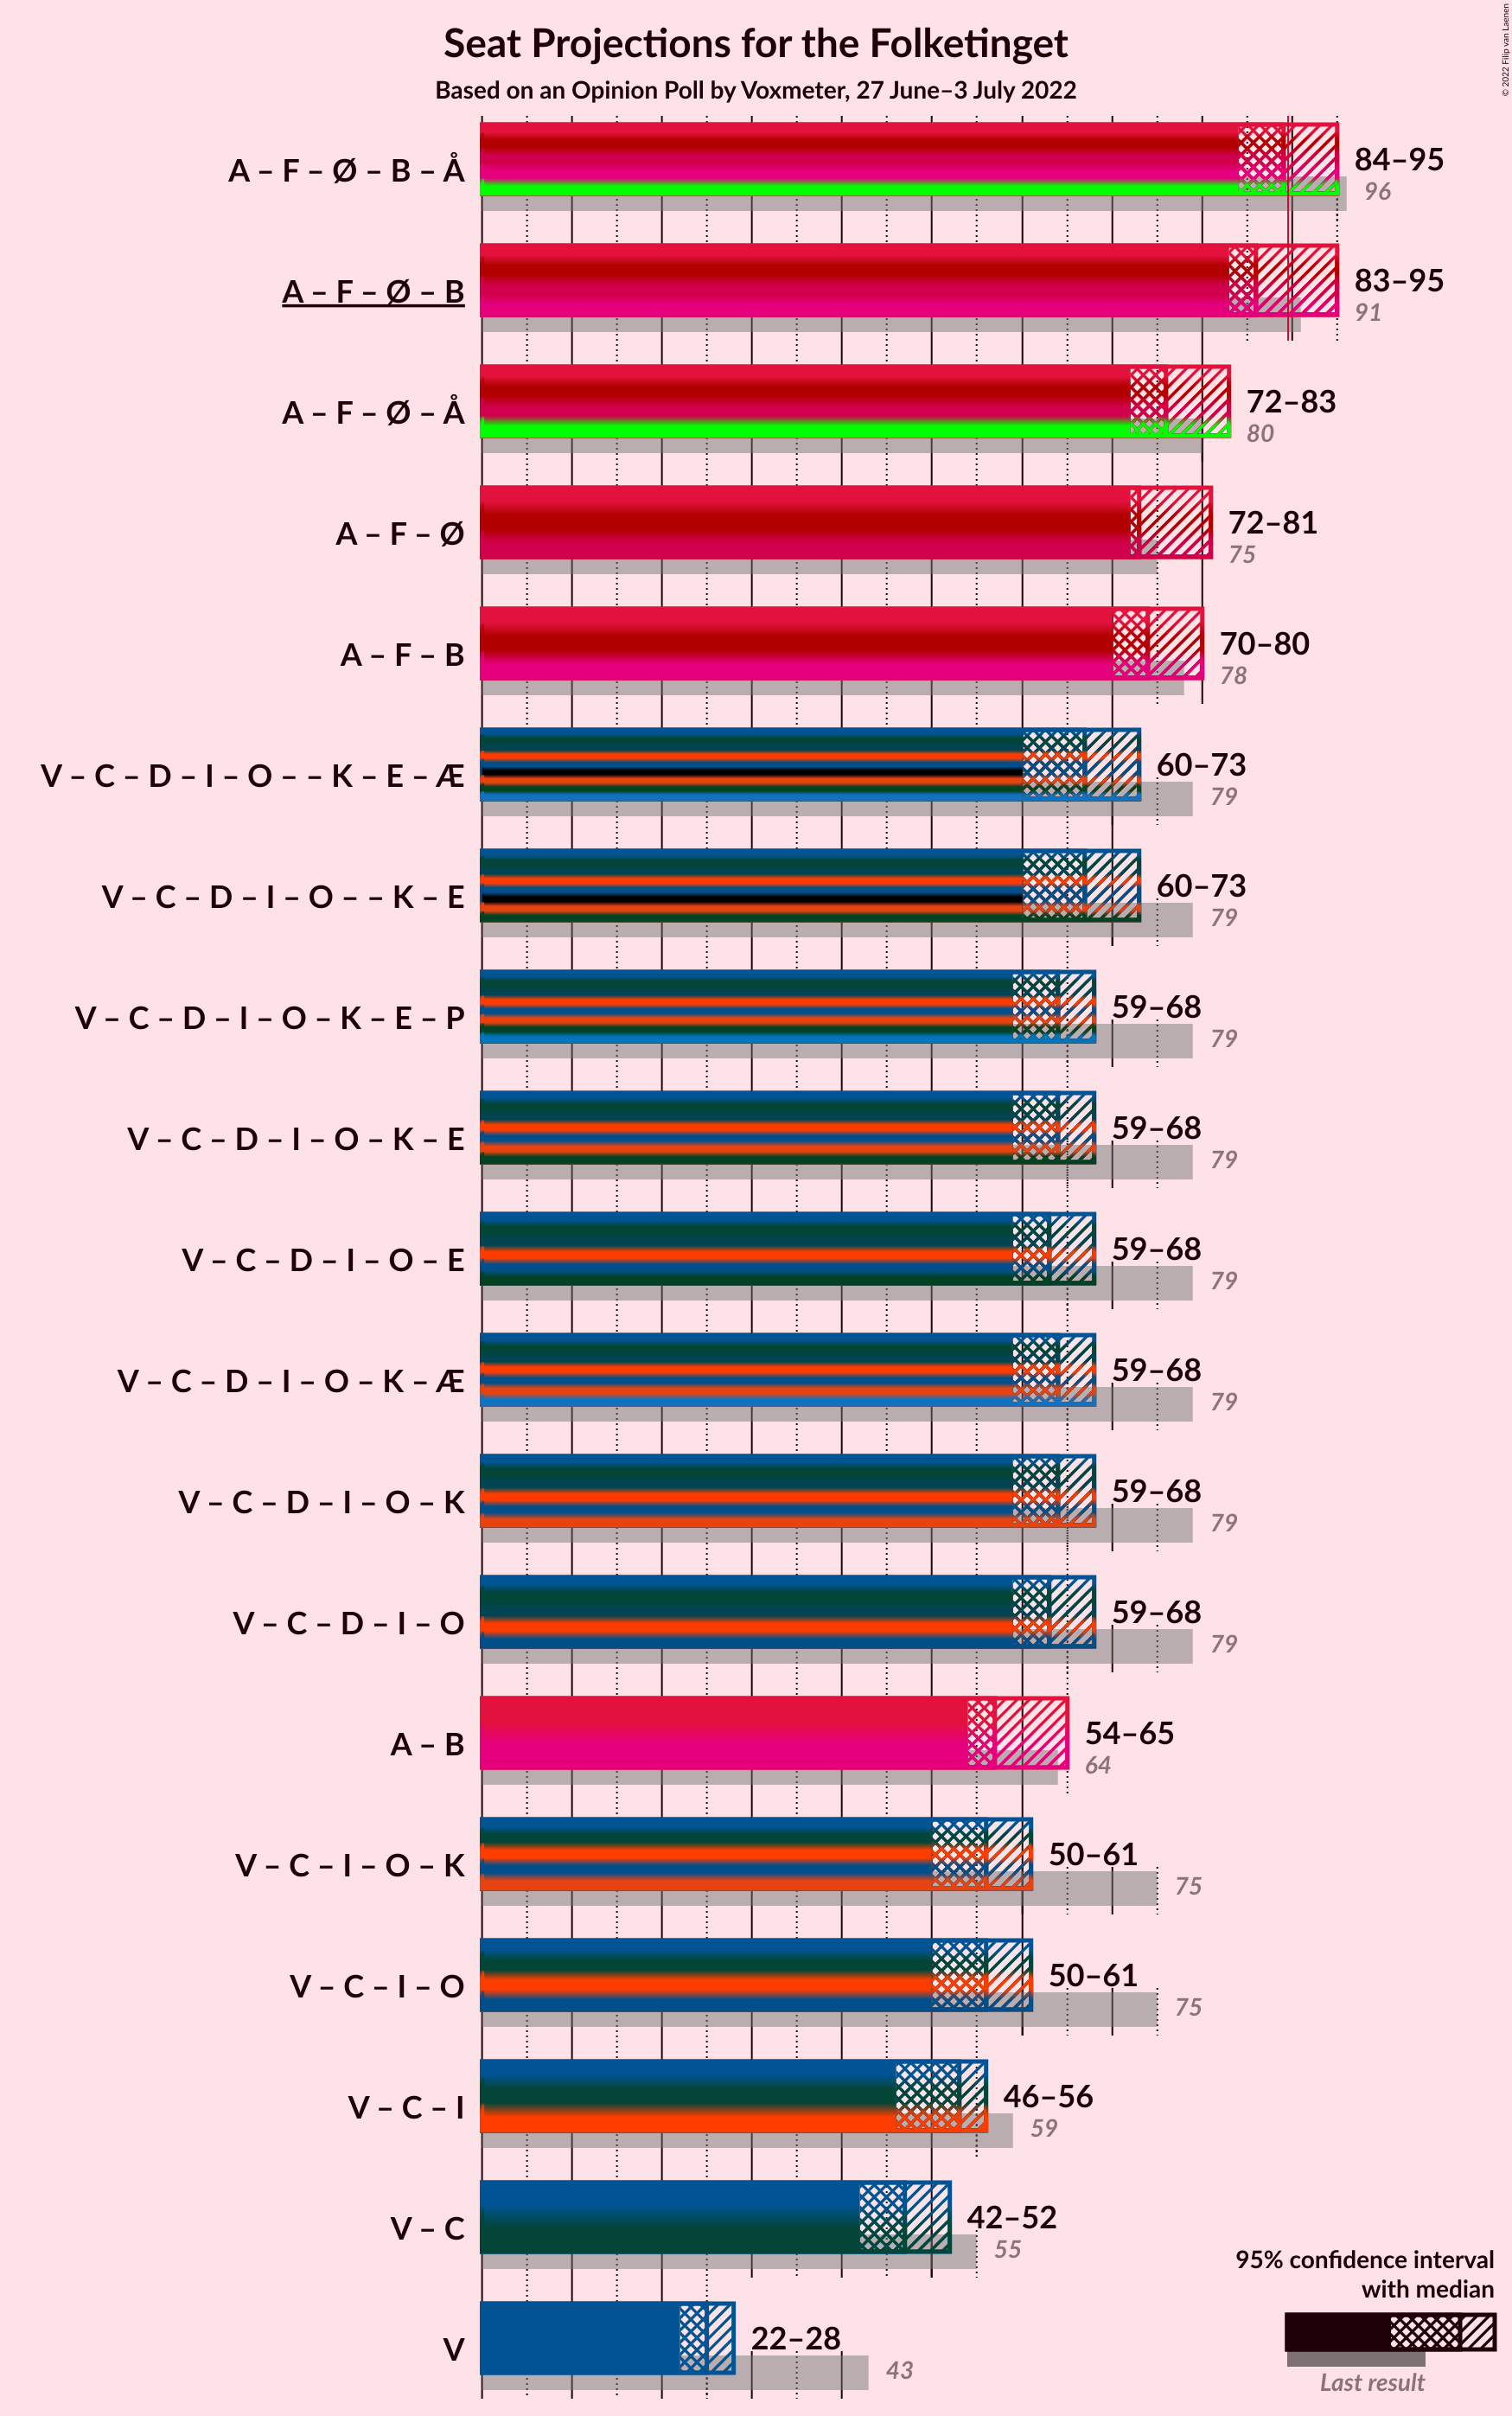 Seat Projections for the Folketinget
Based on an Opinion Poll by Voxmeter, 27 June–3 July 2022
© 2022 Filip van Laenen
A – F – Ø – B – Å
84–95
96
A – F – Ø – B
83–95
91
A – F – Ø – Å
72–83
80
A – F – Ø
72–81
75
A – F – B
70–80
78
V – C – D – I – O – – K – E – Æ
60–73
79
V – C – D – I – O – – K – E
60–73
79
V – C – D – I – O – K – E – P
59–68
79
V – C – D – I – O – K – E
59–68
79
V – C – D – I – O – E
59–68
79
V – C – D – I – O – K – Æ
59–68
79
V – C – D – I – O – K
59–68
79
V – C – D – I – O
59–68
79
A – B
54–65
64
V – C – I – O – K
50–61
75
V – C – I – O
50–61
75
V – C – I
46–56
59
V – C
42–52
55
V
22–28
43
95% confidence interval
with median
Last result